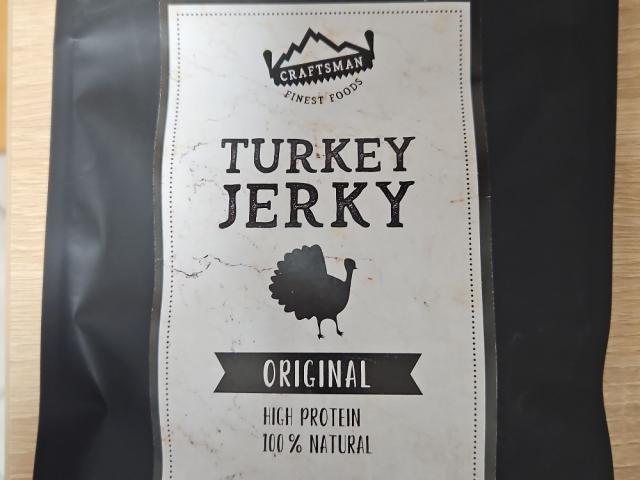 CRAFTSMAN
FINEST FOODS
TURKEY
JERKY
ORIGINAL
HIGH PROTEIN
100% NATURAL